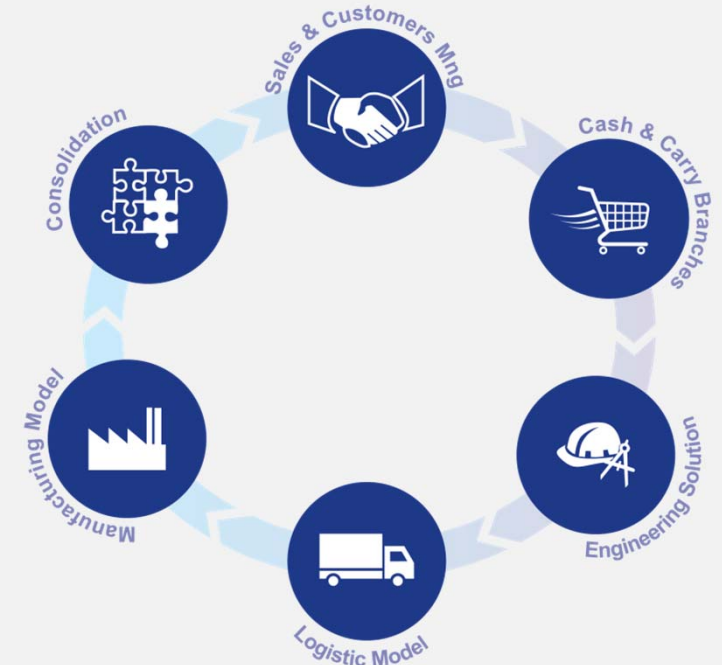 Sales & Customers Mng
Cash & Carry Branches
Engineering Solution
Logistic Model
Manufacturing Model
Consolidation